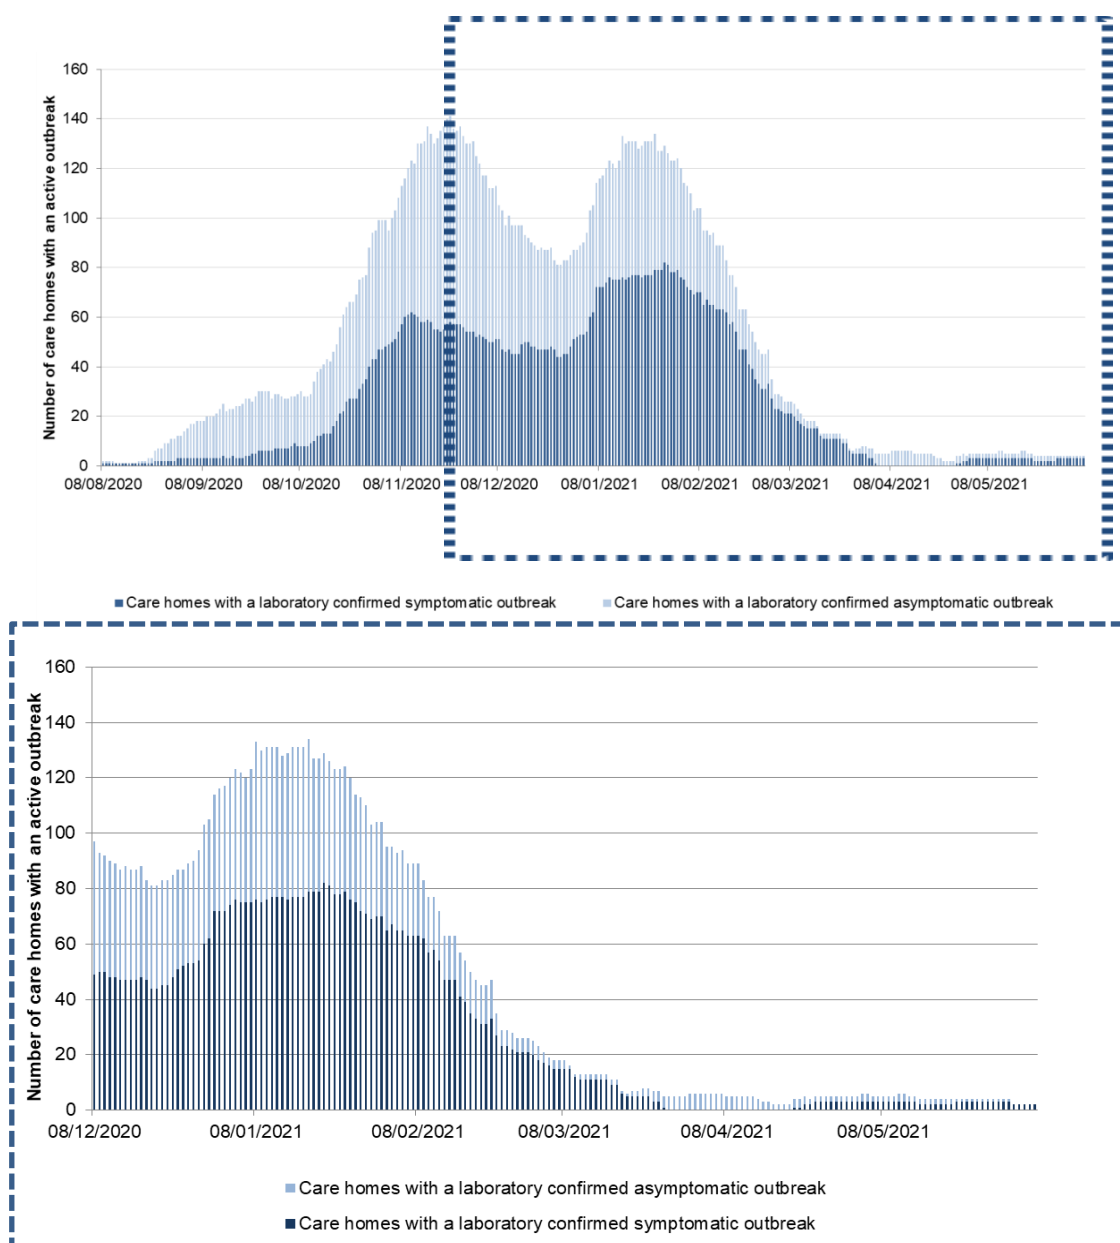 Number of care homes with an active outbreak
160
140
120
100
80
60
40
20
0
08/08/2020 08/09/2020 08/10/2020 08/11/2020 08/12/2020 08/01/2021 08/02/2021 08/03/2021 08/04/2021 08/05/2021
Care homes with a laboratory confirmed symptomatic outbreak Care homes with a laboratory confirmed asymptomatic outbreak
Number of care homes with an active outbreak
160
140
120
100
80
60
40
20
0
08/12/2020 08/01/2021 08/02/2021 08/03/2021 08/04/2021 08/05/2021
Care homes with a laboratory confirmed asymptomatic outbreak
Care homes with a laboratory confirmed symptomatic outbreak